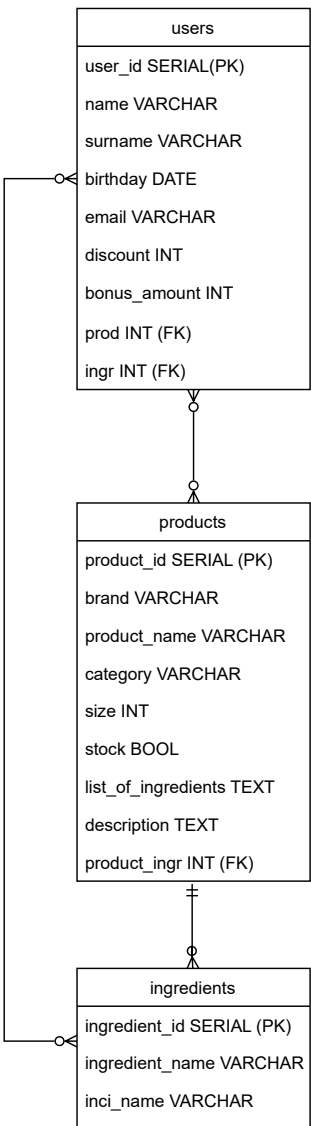 users
user_id SERIAL(PK)
name VARCHAR
surname VARCHAR
birthday DATE
email VARCHAR
discount INT
bonus_amount INT
prod INT (FK)
ingr INT (FK)
products
product_id SERIAL (PK)
brand VARCHAR
product_name VARCHAR
category VARCHAR
size INT
stock BOOL
list_of_ingredients TEXT
description TEXT
product_ingr INT (FK)
ingredients
ingredient_id SERIAL (PK)
ingredient_name VARCHAR
inci_name VARCHAR